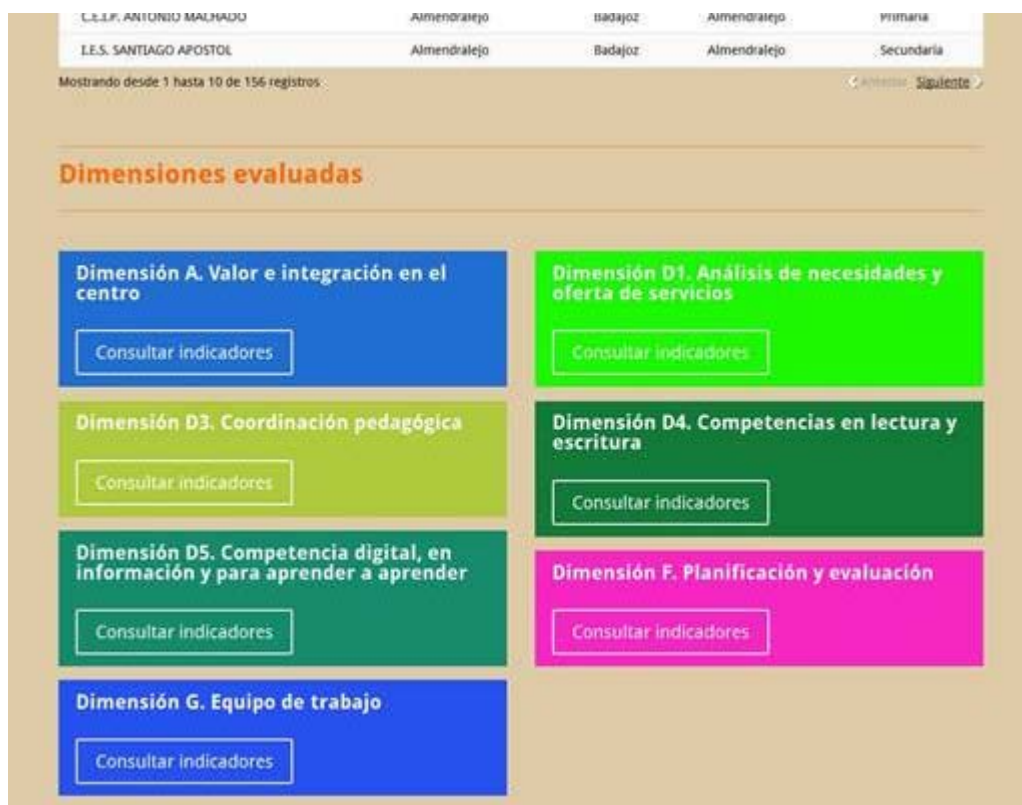 C.E.I.P. ANTONIO MACHADO Almendralejo Badajoz Almendralejo Primaria
I.E.S. SANTIAGO APOSTOL Almendralejo Badajoz Almendralejo Secundaria
Mostrando desde 1 hasta 10 de 156 registros Anterior Siguiente
Dimensiones evaluadas
Dimensión A. Valor e integración en el
centro
Consultar indicadores
Dimensión D1. Análisis de necesidades y
oferta de servicios
Consultar indicadores
Dimensión D3. Coordinación pedagógica
Consultar indicadores
Dimensión D4. Competencias en lectura y
escritura
Consultar indicadores
Dimensión D5. Competencia digital, en
información y para aprender a aprender
Consultar indicadores
Dimensión F. Planificación y evaluación
Consultar indicadores
Dimensión G. Equipo de trabajo
Consultar indicadores